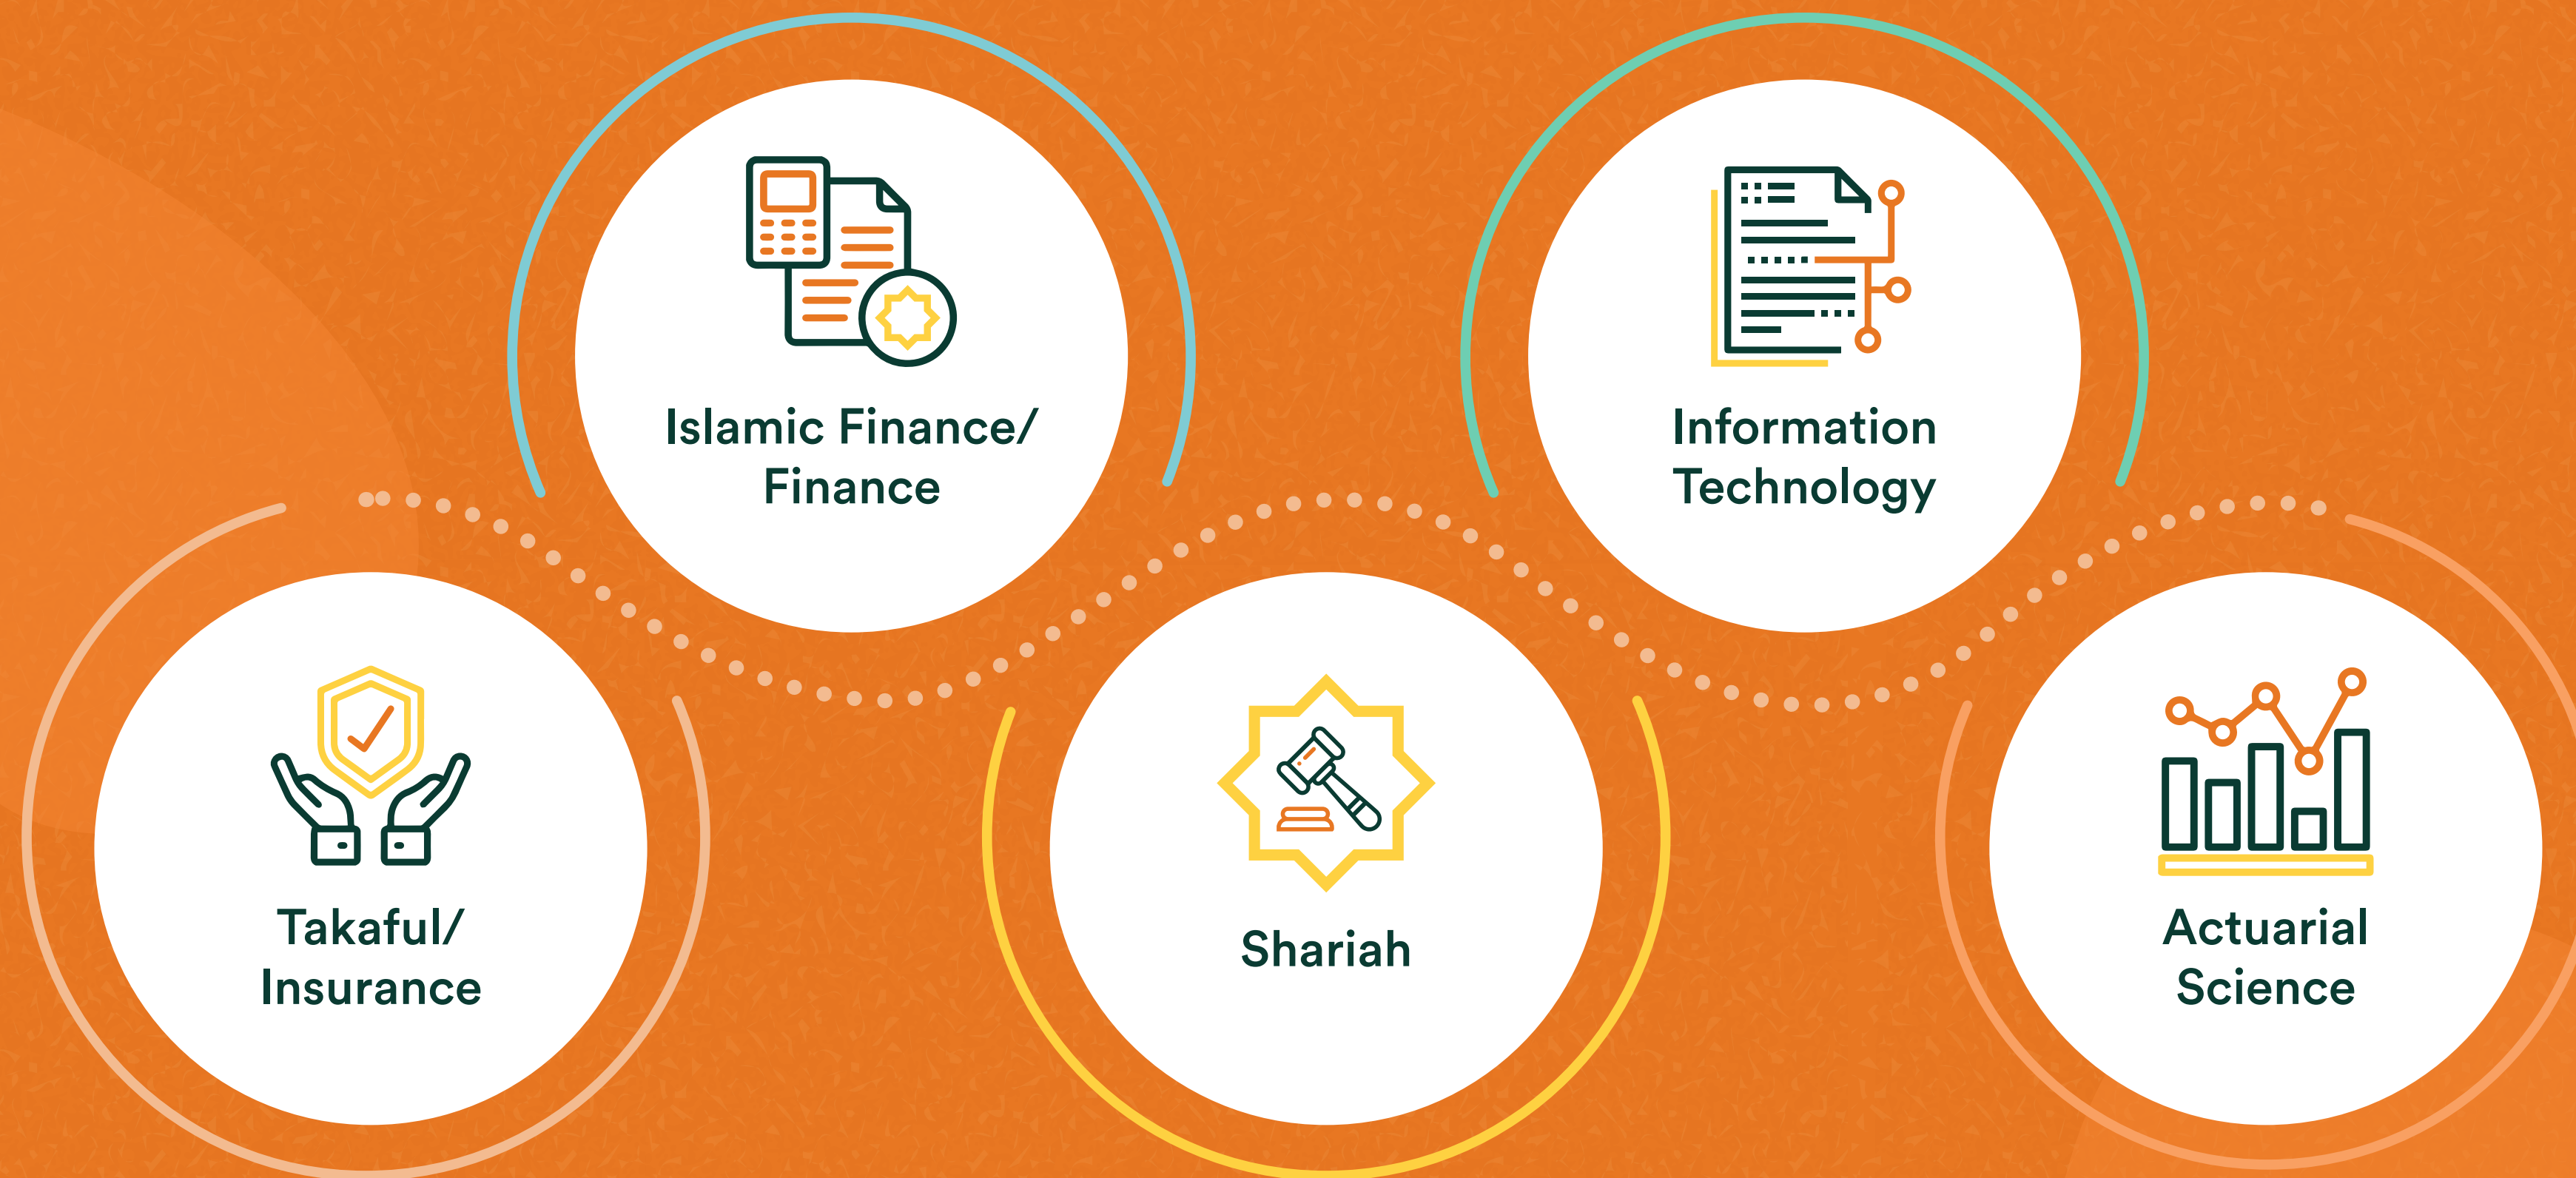 Islamic Finance/
Finance
Information
Technology
Takaful/
Insurance
Shariah
Actuarial
Science